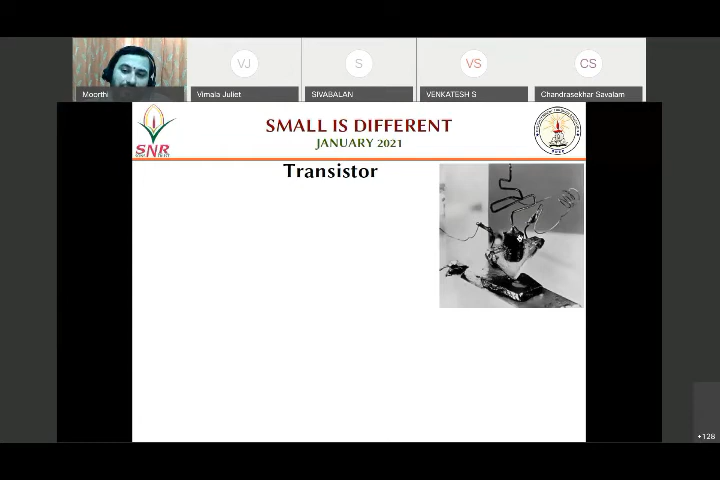 VJ
S
VS
CS
Moorthi
Vimala Juliet
SIVABALAN
VENKATESH S
Chandrasekhar Savalam
SMALL IS DIFFERENT
JANUARY 2021
SNR
Transistor
+128